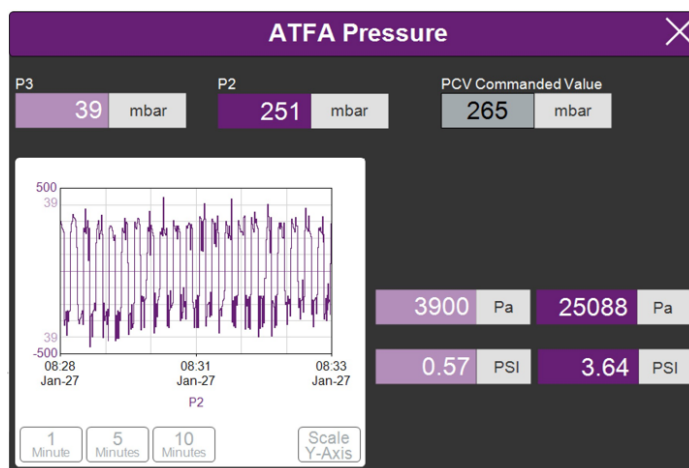 ATFA Pressure
P3
39 mbar
P2
251 mbar
PCV Commanded Value
265 mbar
500
39
39
-500
08:28
Jan-27
08:31
Jan-27
08:33
Jan-27
P2
1
Minute
5
Minutes
10
Minutes
Scale
Y-Axis
3900 Pa
25088 Pa
0.57 PSI
3.64 PSI